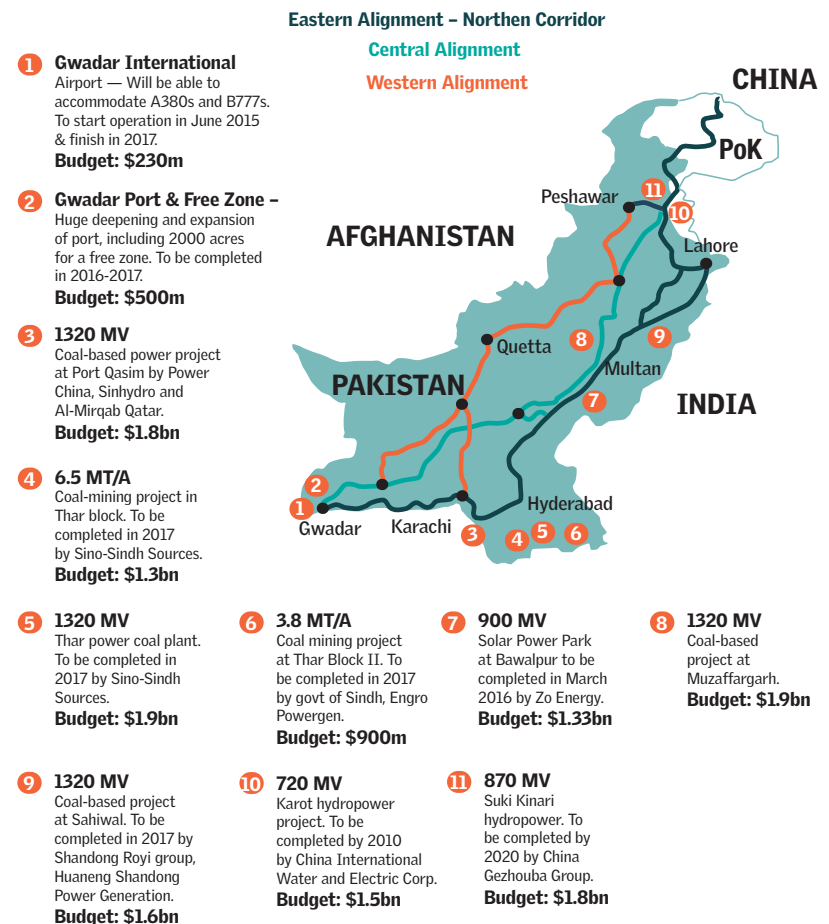 Eastern Alignment – Northen Corridor
Central Alignment
Western Alignment
1 Gwadar International
Airport — Will be able to
accommodate A380s and B777s.
To start operation in June 2015
& finish in 2017.
Budget: $230m
2 Gwadar Port & Free Zone –
Huge deepening and expansion
of port, including 2000 acres
for a free zone. To be completed
in 2016-2017.
Budget: $500m
3 1320 MV
Coal-based power project
at Port Qasim by Power
China, Sinhydro and
Al-Mirqab Qatar.
Budget: $1.8bn
4 6.5 MT/A
Coal-mining project in
Thar block. To be
completed in 2017
by Sino-Sindh Sources.
Budget: $1.3bn
CHINA
PoK
11
Peshawar
10
AFGHANISTAN
Lahore
8
9
Quetta
Multan
PAKISTAN
7
INDIA
2
1
Hyderabad
Gwadar
Karachi
3
4
5
6
5 1320 MV
Thar power coal plant.
To be completed in
2017 by Sino-Sindh
Sources.
Budget: $1.9bn
6 3.8 MT/A
Coal mining project
at Thar Block II. To
be completed in 2017
by govt of Sindh, Engro
Powergen.
Budget: $900m
7 900 MV
Solar Power Park
at Bawalpur to be
completed in March
2016 by Zo Energy.
Budget: $1.33bn
8 1320 MV
Coal-based
project at
Muzaffargarh.
Budget: $1.9bn
9 1320 MV
Coal-based project
at Sahiwal. To be
completed in 2017 by
Shandong Royi group,
Huaneng Shandong
Power Generation.
Budget: $1.6bn
10 720 MV
Karot hydropower
project. To be
completed by 2010
by China International
Water and Electric Corp.
Budget: $1.5bn
11 870 MV
Suki Kinari
hydropower. To
be completed by
2020 by China
Gezhouba Group.
Budget: $1.8bn